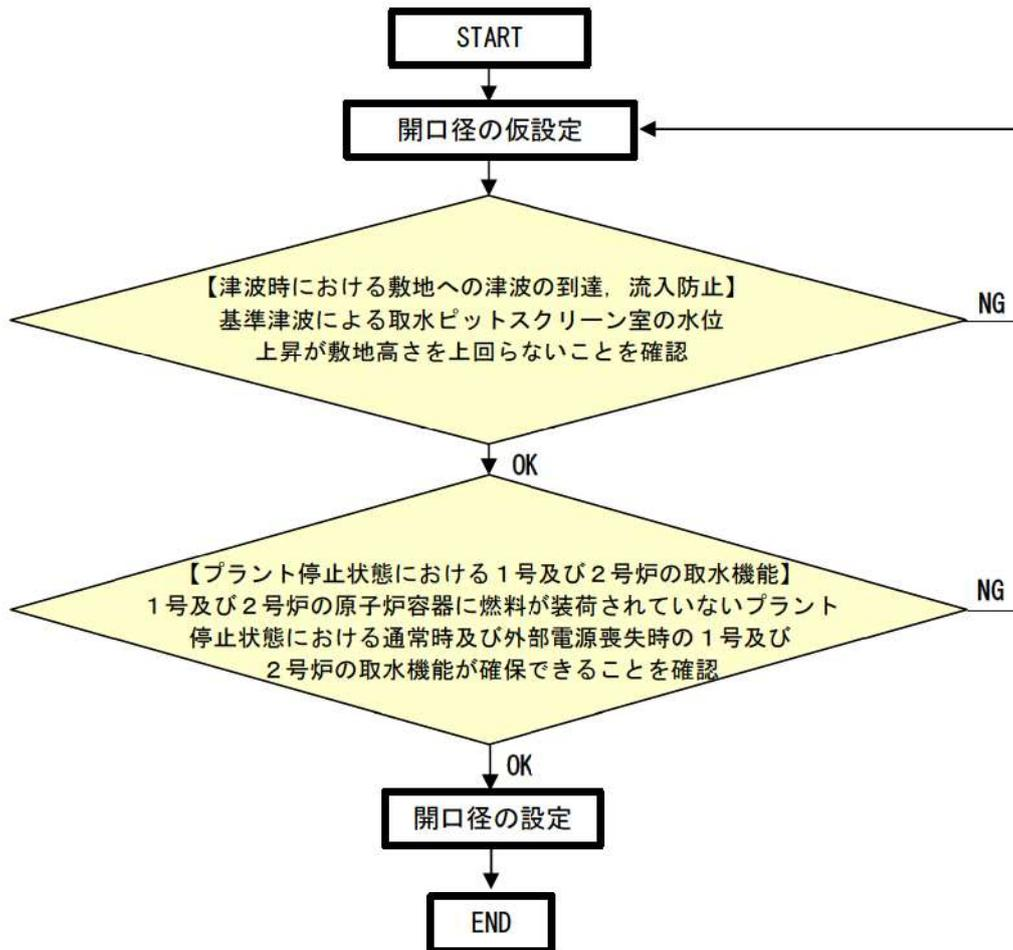 START
開口径の仮設定
【津波時における敷地への津波の到達，流入防止】
基準津波による取水ピットスクリーン室の水位
上昇が敷地高さを上回らないことを確認
NG
OK
【プラント停止状態における１号及び２号炉の取水機能】
１号及び２号炉の原子炉容器に燃料が装荷されていないプラント
停止状態における通常時及び外部電源喪失時の１号及び
２号炉の取水機能が確保できることを確認
NG
OK
開口径の設定
END